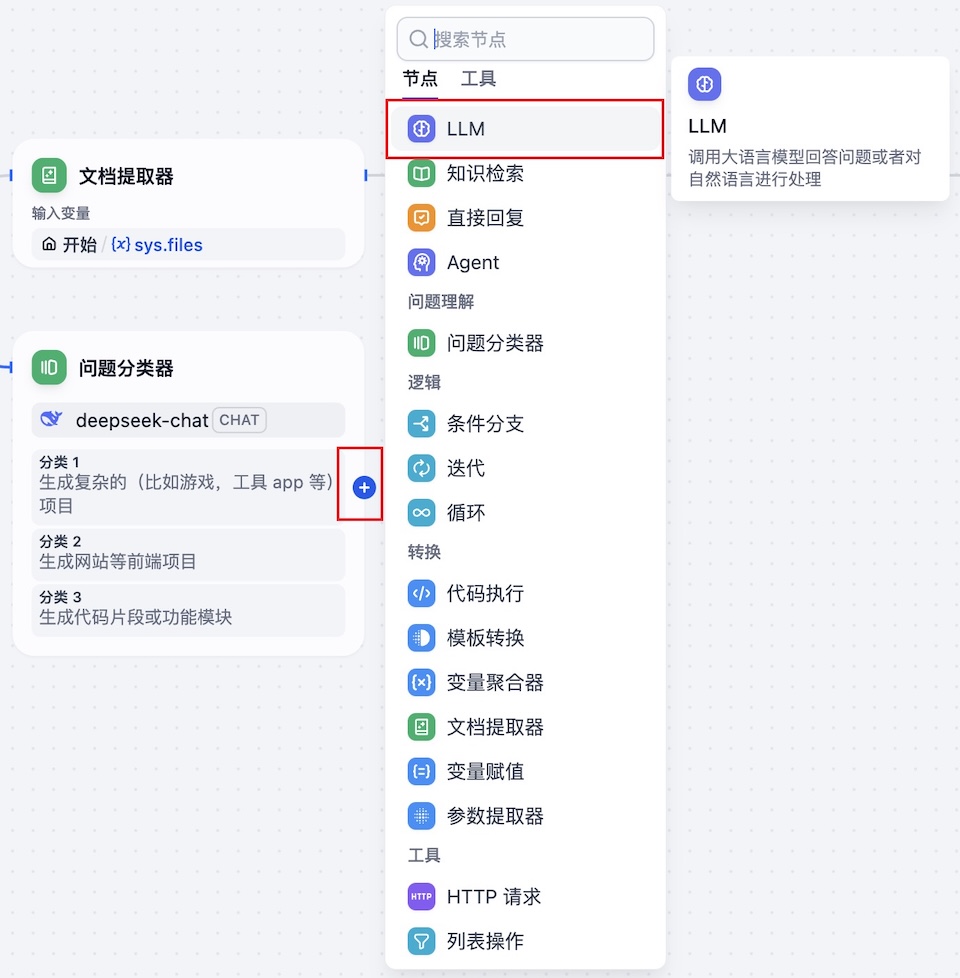 文档提取器
输入变量
开始 / {x} sys.files
问题分类器
deepseek-chat CHAT
分类 1
生成复杂的（比如游戏，工具 app 等）
项目
分类 2
生成网站等前端项目
分类 3
生成代码片段或功能模块
搜索节点
节点 工具
LLM
知识检索
直接回复
Agent
问题理解
问题分类器
逻辑
条件分支
迭代
循环
转换
代码执行
模板转换
变量聚合器
文档提取器
变量赋值
参数提取器
工具
HTTP HTTP 请求
列表操作
LLM
调用大语言模型回答问题或者对
自然语言进行处理